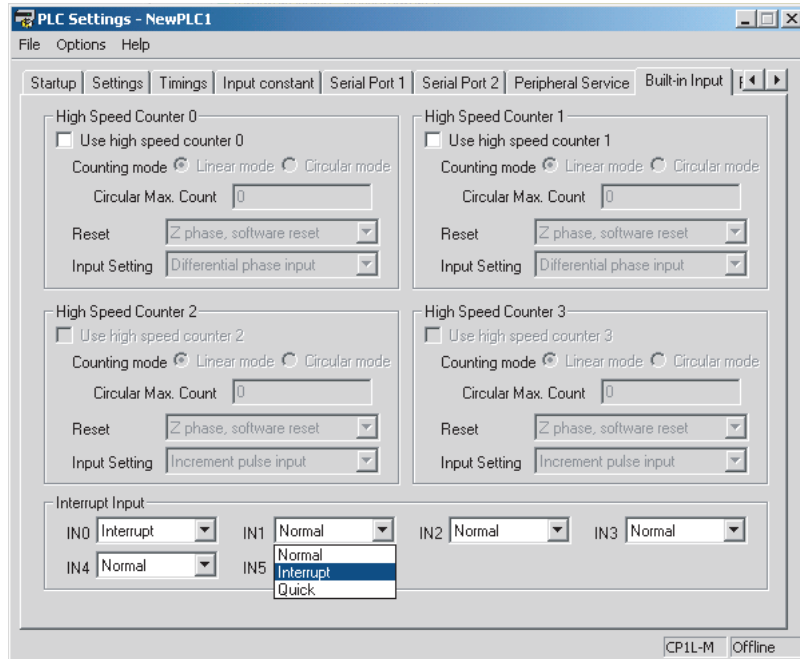 PLC Settings - NewPLC1
File Options Help
Startup Settings Timings Input constant Serial Port 1 Serial Port 2 Peripheral Service Built-in Input
High Speed Counter 0
Use high speed counter 0
Counting mode Linear mode Circular mode
Circular Max. Count 0
Reset Z phase, software reset
Input Setting Differential phase input
High Speed Counter 1
Use high speed counter 1
Counting mode Linear mode Circular mode
Circular Max. Count 0
Reset Z phase, software reset
Input Setting Differential phase input
High Speed Counter 2
Use high speed counter 2
Counting mode Linear mode Circular mode
Circular Max. Count 0
Reset Z phase, software reset
Input Setting Increment pulse input
High Speed Counter 3
Use high speed counter 3
Counting mode Linear mode Circular mode
Circular Max. Count 0
Reset Z phase, software reset
Input Setting Increment pulse input
Interrupt Input
IN0 Interrupt IN1 Normal IN2 Normal IN3 Normal
Normal
IN4 Normal IN5 Interrupt
Quick
CP1L-M Offline